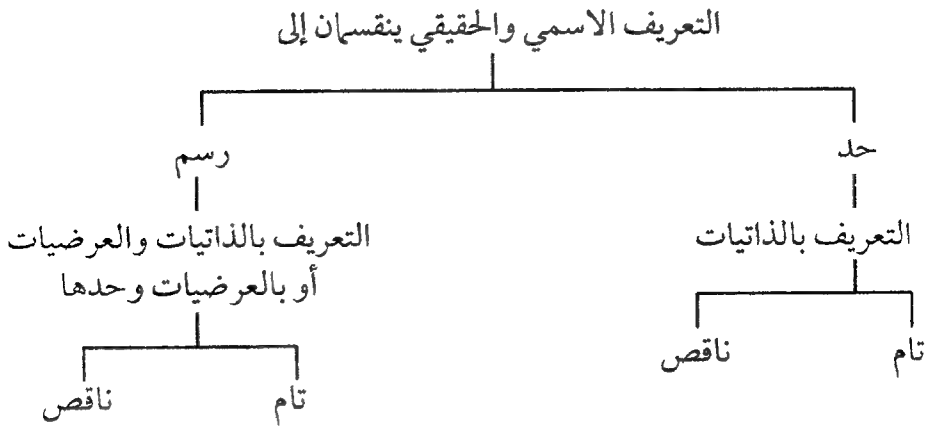 التعريف الاسمي والحقيقي ينقسمان إلى
حد
رسم
التعريف بالذاتيات
التعريف بالذاتيات والعرضيات
أو بالعرضيات وحدها
تام
ناقص
تام
ناقص